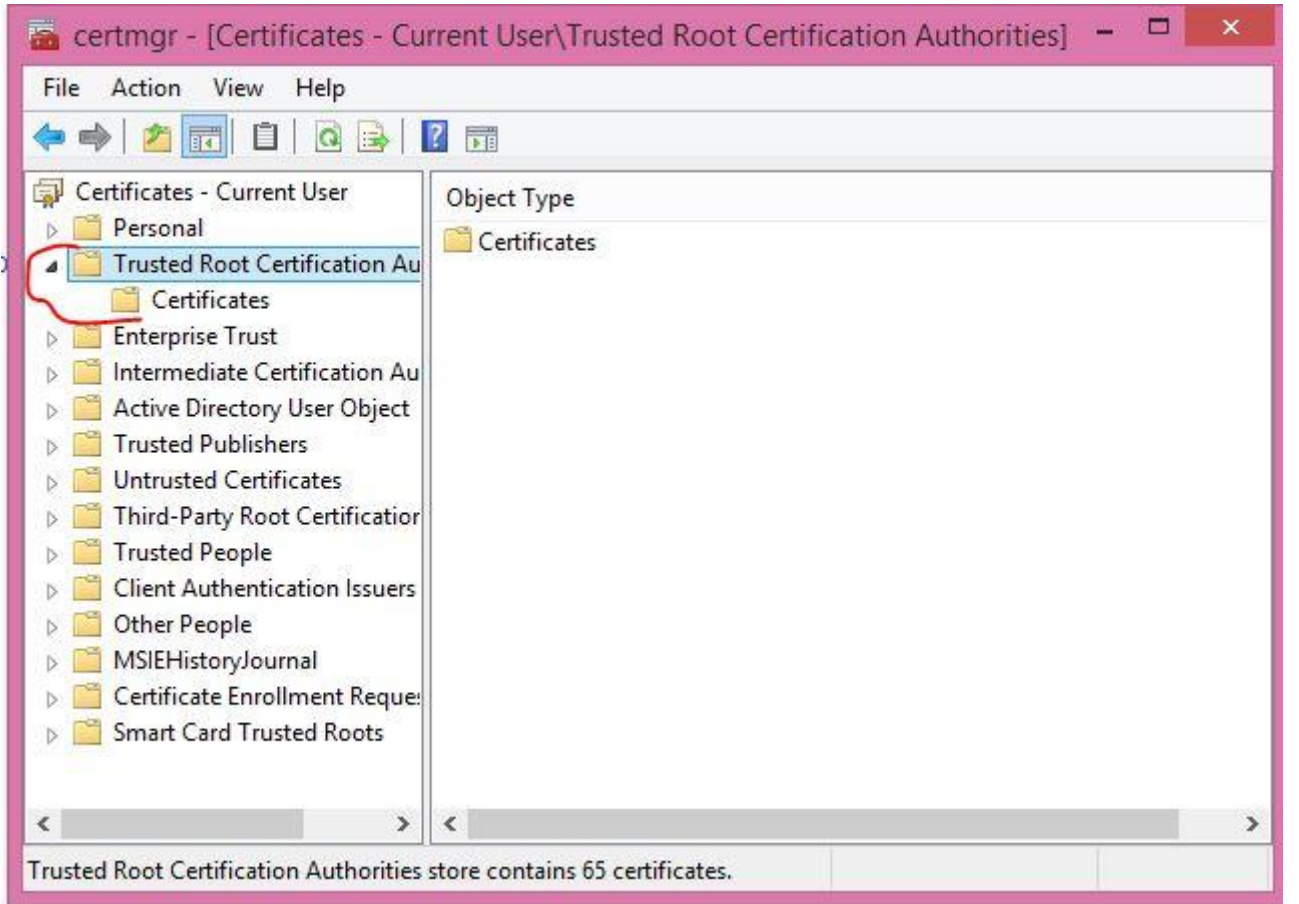 certmgr - [Certificates - Current User\Trusted Root Certification Authorities]
File Action View Help
Certificates - Current User
Personal
Trusted Root Certification Au
Certificates
Enterprise Trust
Intermediate Certification Au
Active Directory User Object
Trusted Publishers
Untrusted Certificates
Third-Party Root Certification
Trusted People
Client Authentication Issuers
Other People
MSIEHistoryJournal
Certificate Enrollment Reques
Smart Card Trusted Roots
Object Type
Certificates
Trusted Root Certification Authorities store contains 65 certificates.